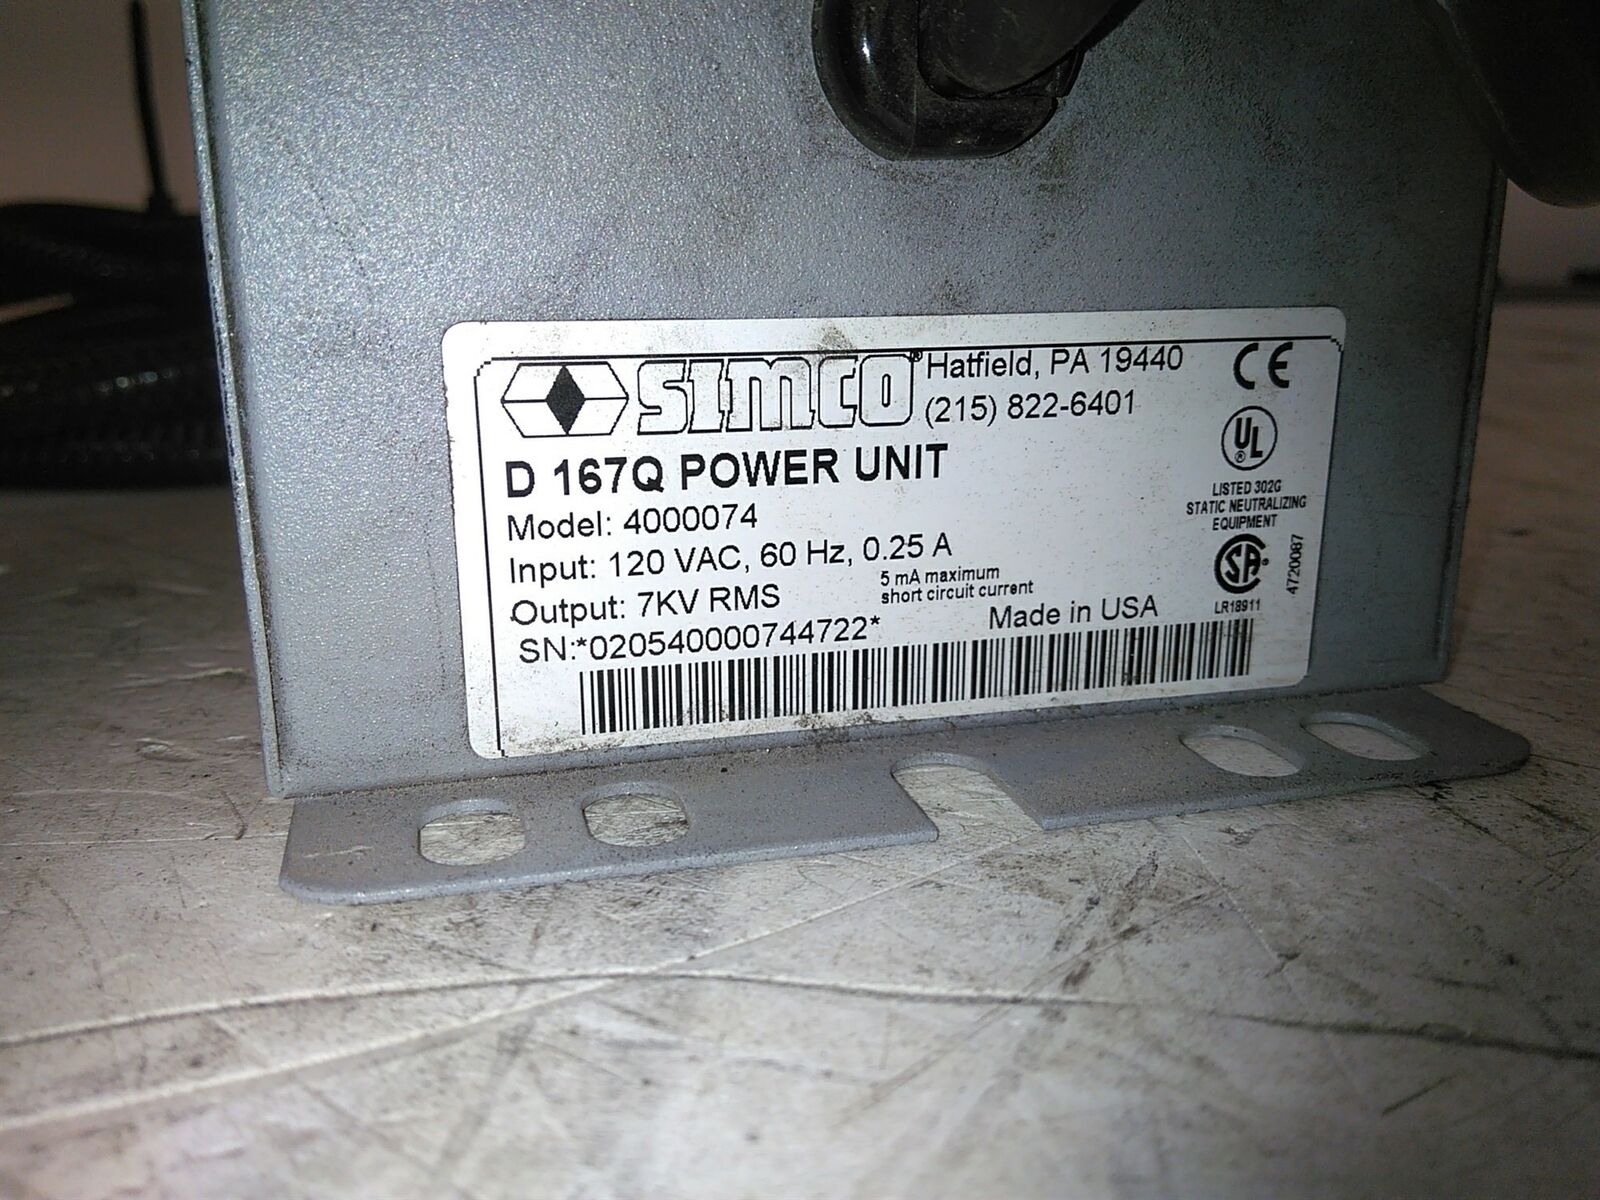 SIMCO® Hatfield, PA 19440
(215) 822-6401
CE
D 167Q POWER UNIT
UL
Model: 4000074
LISTED 302G
STATIC NEUTRALIZING
EQUIPMENT
Input: 120 VAC, 60 Hz, 0.25 A
Output: 7KV RMS
5 mA maximum
short circuit current
SA
LR18911
4720087
SN:*020540000744722*
Made in USA